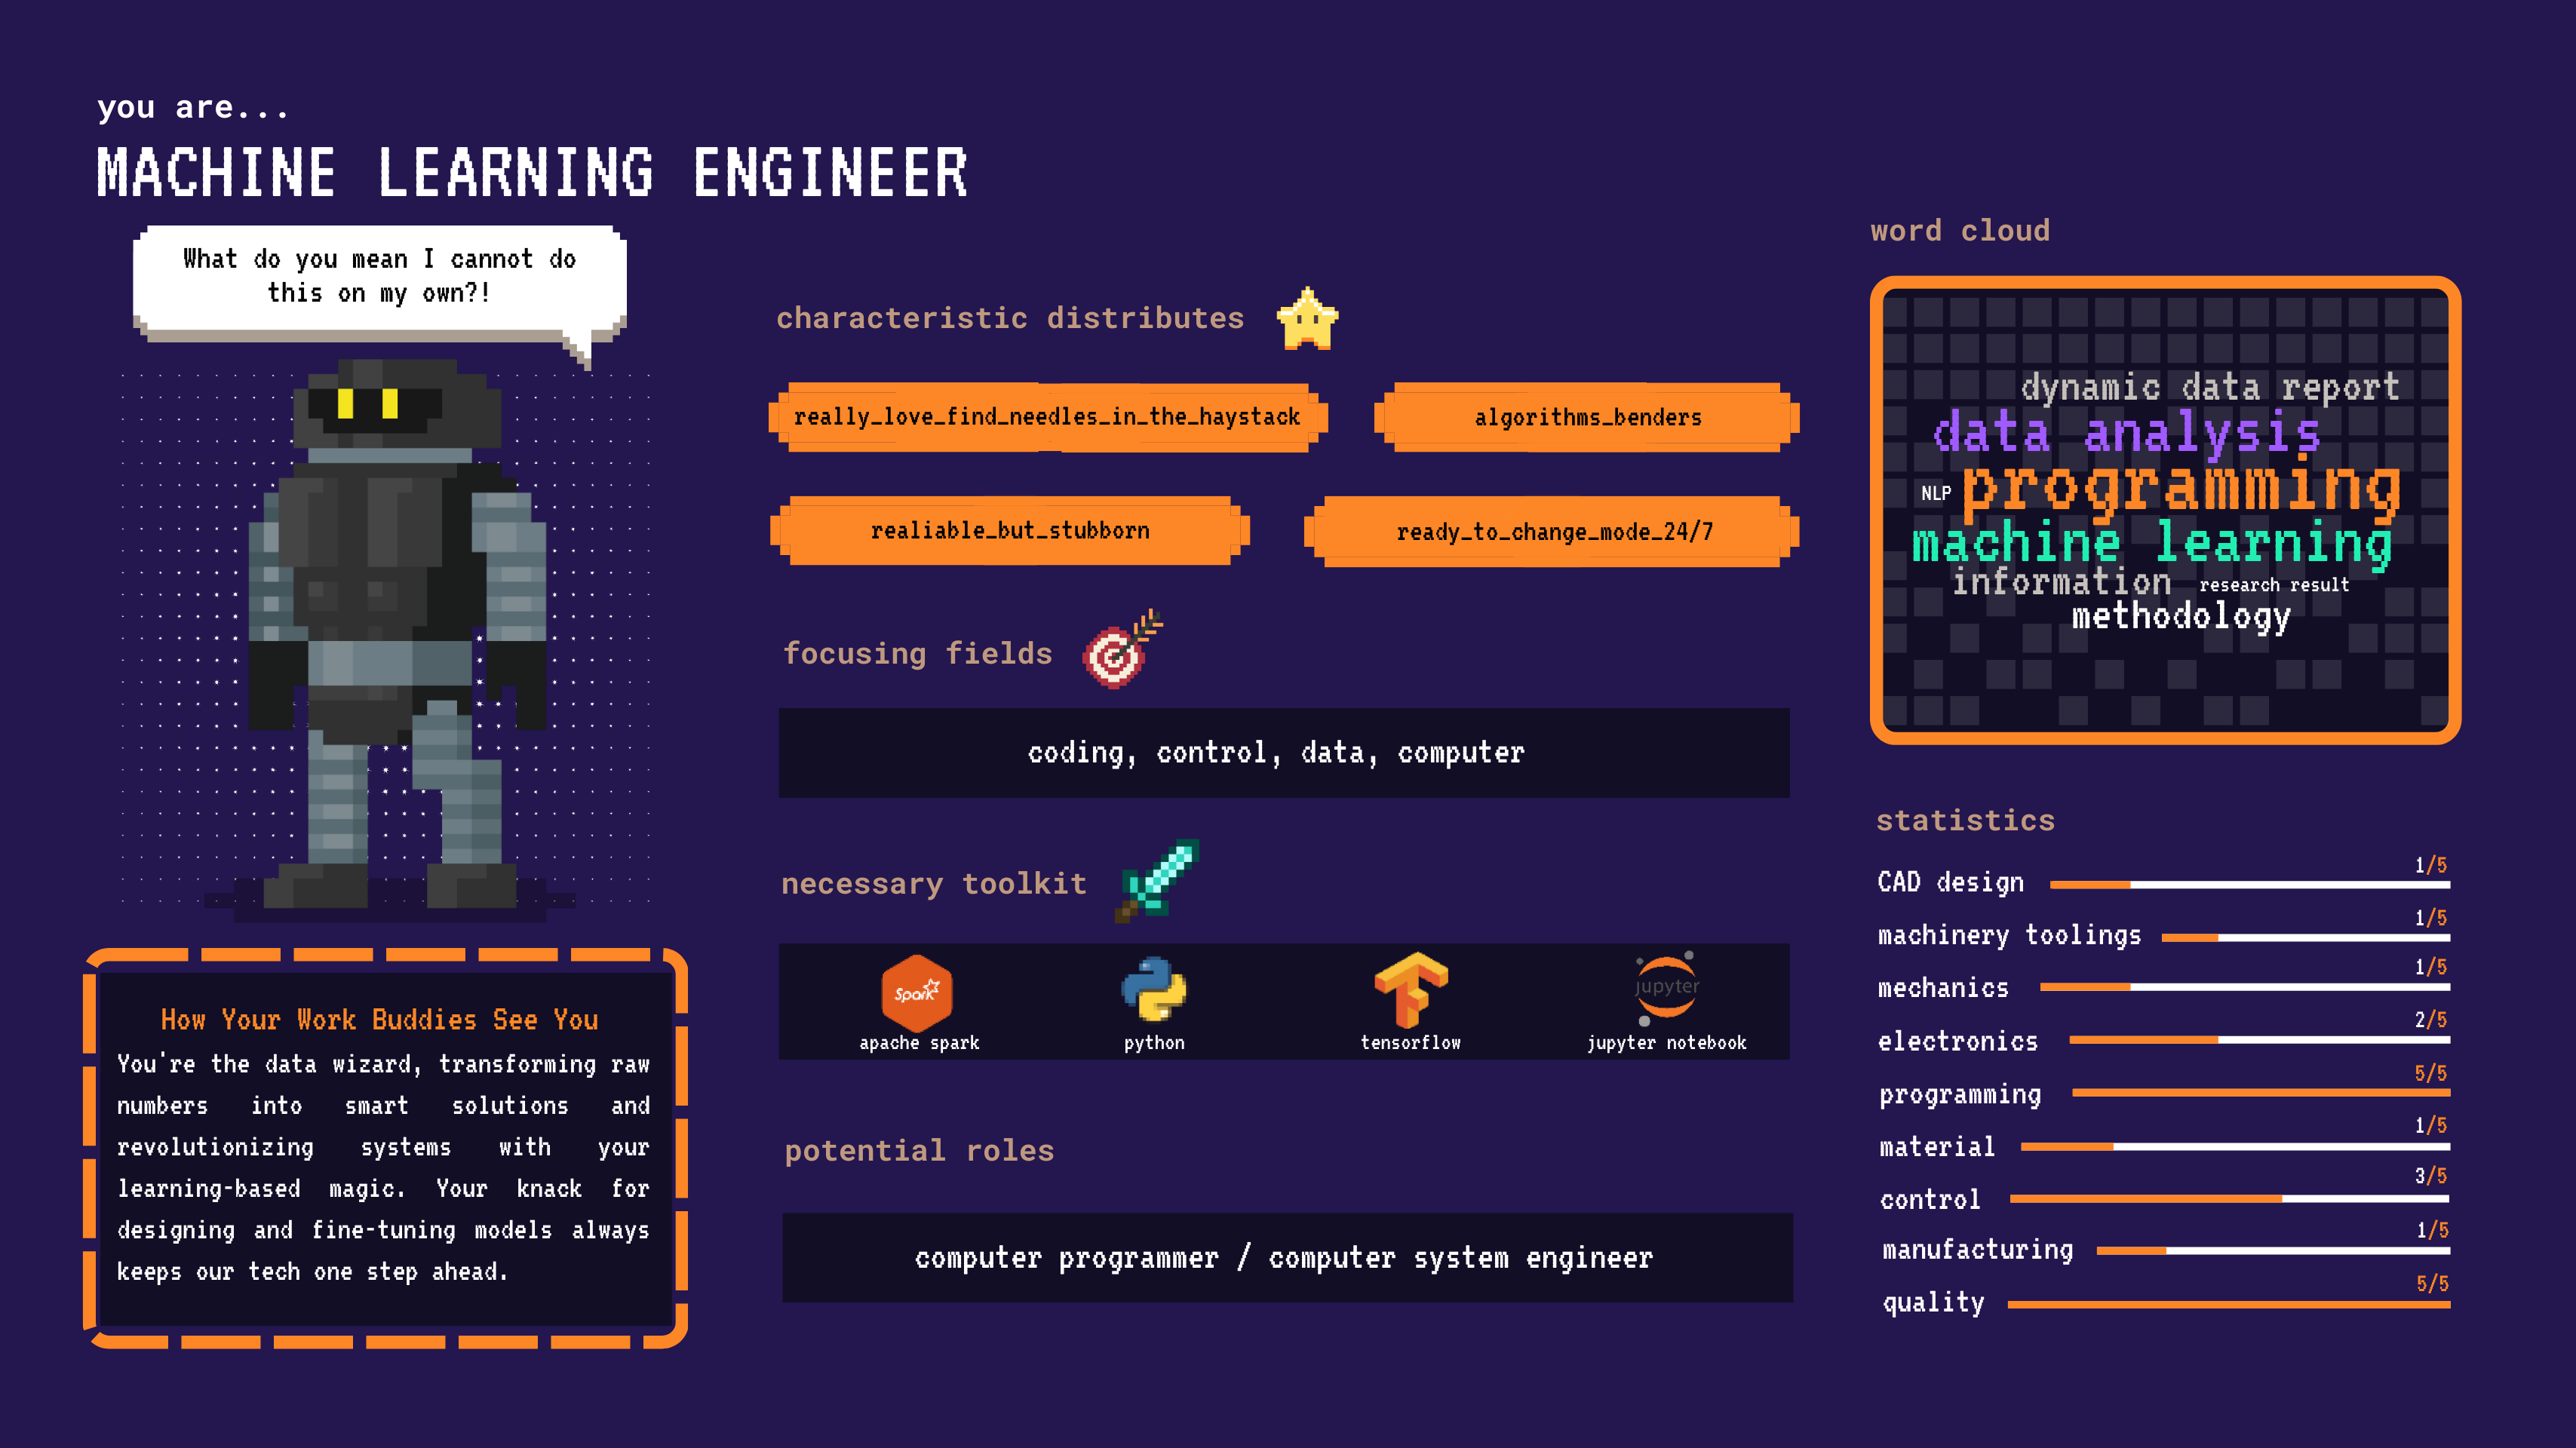 you are...
MACHINE LEARNING ENGINEER
What do you mean I cannot do
this on my own?!
How Your Work Buddies See You
You're the data wizard, transforming raw
numbers into smart solutions and
revolutionizing systems with your
learning-based magic. Your knack for
designing and fine-tuning models always
keeps our tech one step ahead.
characteristic distributes
really_love_find_needles_in_the_haystack
algorithms_benders
realiable_but_stubborn
ready_to_change_mode_24/7
focusing fields
coding, control, data, computer
necessary toolkit
Spark
jupyter
apache spark
python
tensorflow
jupyter notebook
potential roles
computer programmer / computer system engineer
word cloud
dynamic data report
data analysis
NLP programming
machine learning
information research result
methodology
statistics
CAD design 1/5
machinery toolings 1/5
mechanics 1/5
electronics 2/5
programming 5/5
material 1/5
control 3/5
manufacturing 1/5
quality 5/5